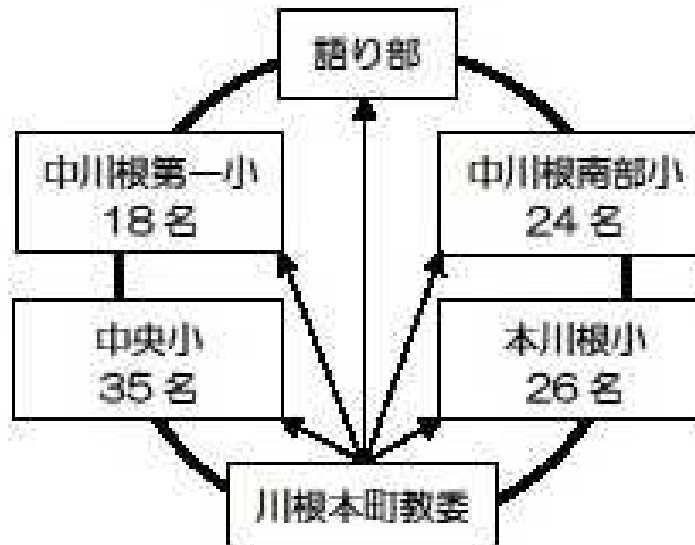 語り部
中川根第一小
18名
中川根南部小
24名
中央小
35名
本川根小
26名
川根本町教委